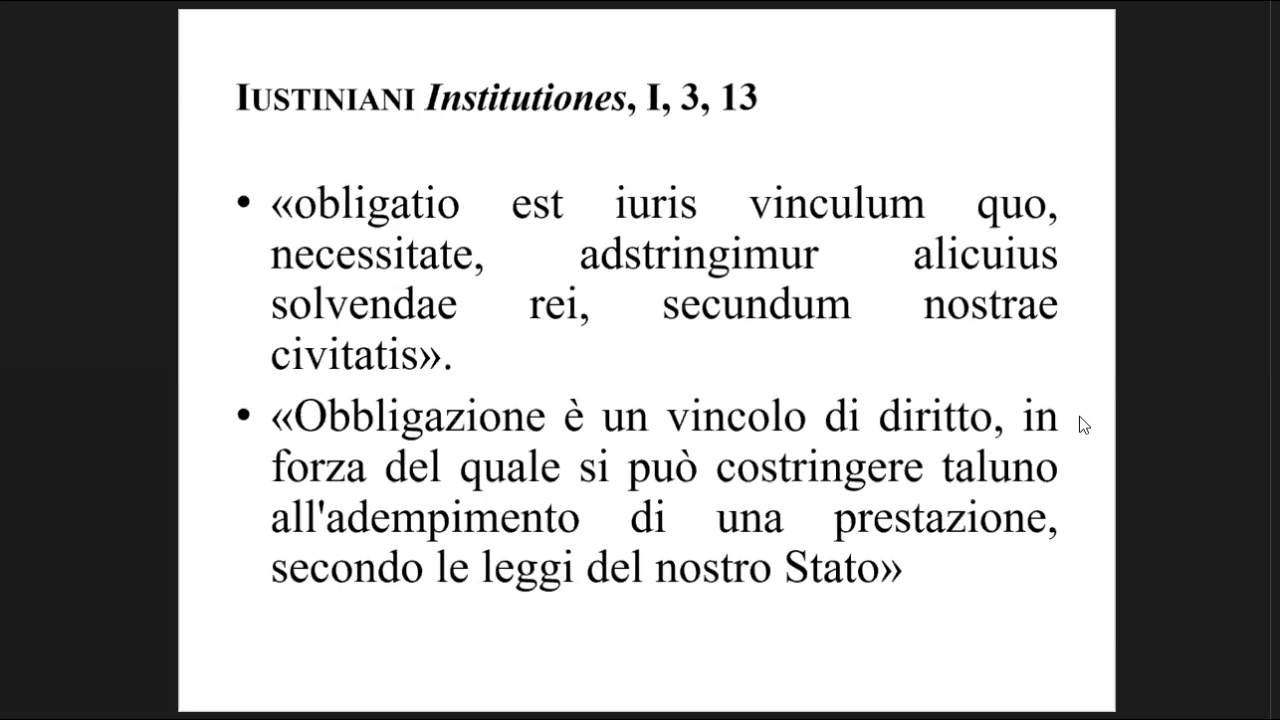 IUSTINIANI Institutiones, I, 3, 13
• «obligatio est iuris vinculum quo,
necessitate, adstringimur alicuius
solvendae rei, secundum nostrae
civitatis».
• «Obbligazione è un vincolo di diritto, in
forza del quale si può costringere taluno
all'adempimento di una prestazione,
secondo le leggi del nostro Stato»